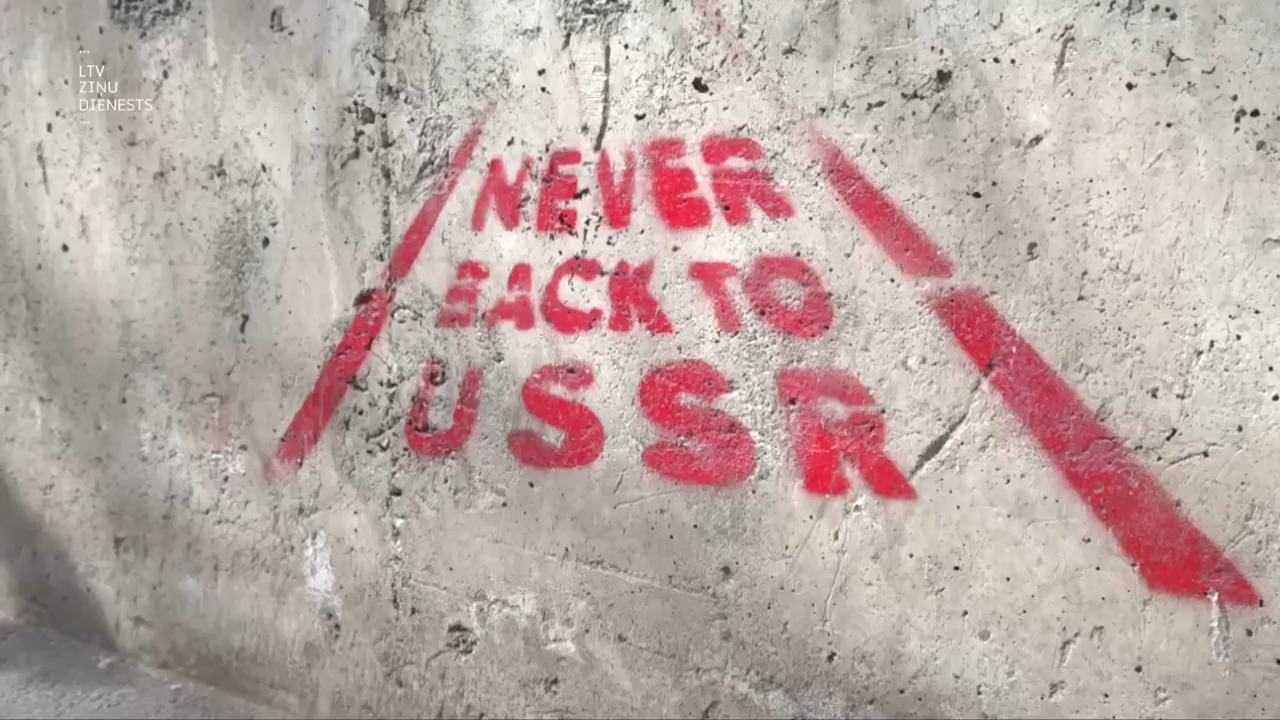 LTV
ZIŅU
DIENESTS
NEVER
BACK TO
USSR